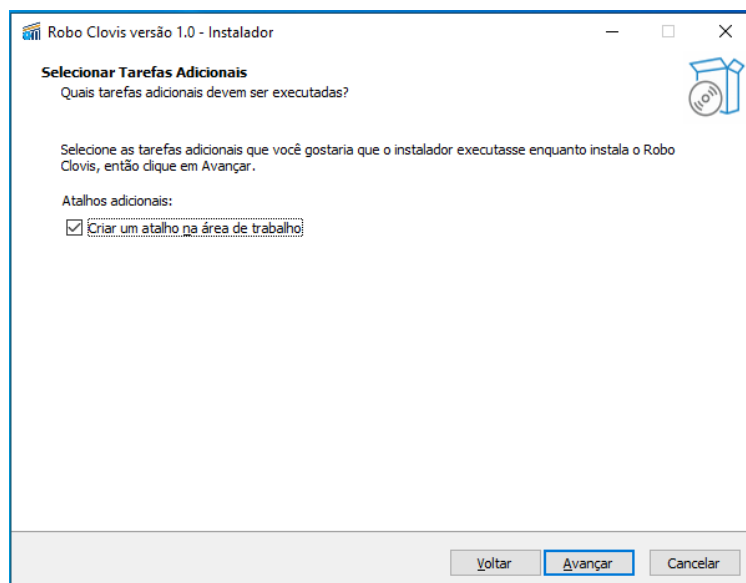 Robo Clovis versão 1.0 - Instalador
Selecionar Tarefas Adicionais
Quais tarefas adicionais devem ser executadas?
Selecione as tarefas adicionais que você gostaria que o instalador executasse enquanto instala o Robo
Clovis, então clique em Avançar.
Atalhos adicionais:
Criar um atalho na área de trabalho
Voltar Avançar Cancelar